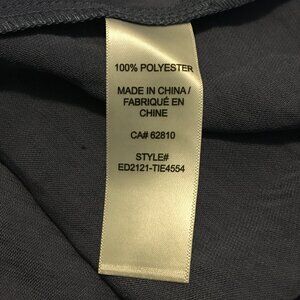 100% POLYESTER
MADE IN CHINA /
FABRIQUÉ EN
CHINE
CA# 62810
STYLE#
ED2121-TIE4554